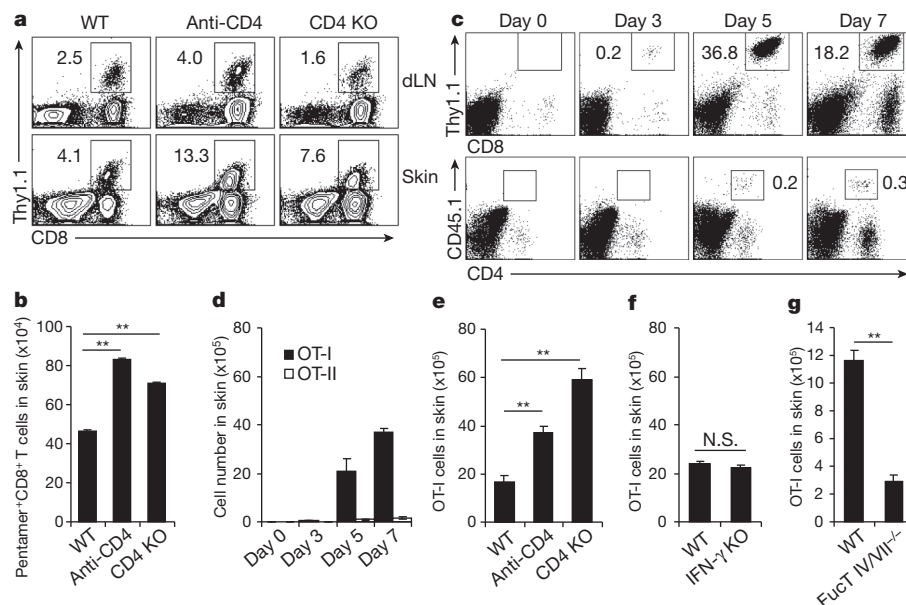 a
WT
Anti-CD4
CD4 KO
2.5
4.0
1.6
dLN
4.1
13.3
7.6
Skin
Thy1.1
CD8
c
Day 0
Day 3
Day 5
Day 7
0.2
36.8
18.2
Thy1.1
CD8
0.2
0.3
CD45.1
CD4
b
Pentamer⁺CD8⁺ T cells in skin (x10⁴)
100
80
60
40
20
0
**
**
WT
Anti-CD4
CD4 KO
d
Cell number in skin (x10⁵)
80
60
40
20
0
OT-I
OT-II
Day 0
Day 3
Day 5
Day 7
e
OT-I cells in skin (x10⁵)
80
60
40
20
0
**
**
WT
Anti-CD4
CD4 KO
f
OT-I cells in skin (x10⁵)
80
60
40
20
0
N.S.
WT
IFN-γ KO
g
OT-I cells in skin (x10⁵)
14
12
10
8
6
4
2
0
**
WT
FucT IV/VII⁻/⁻